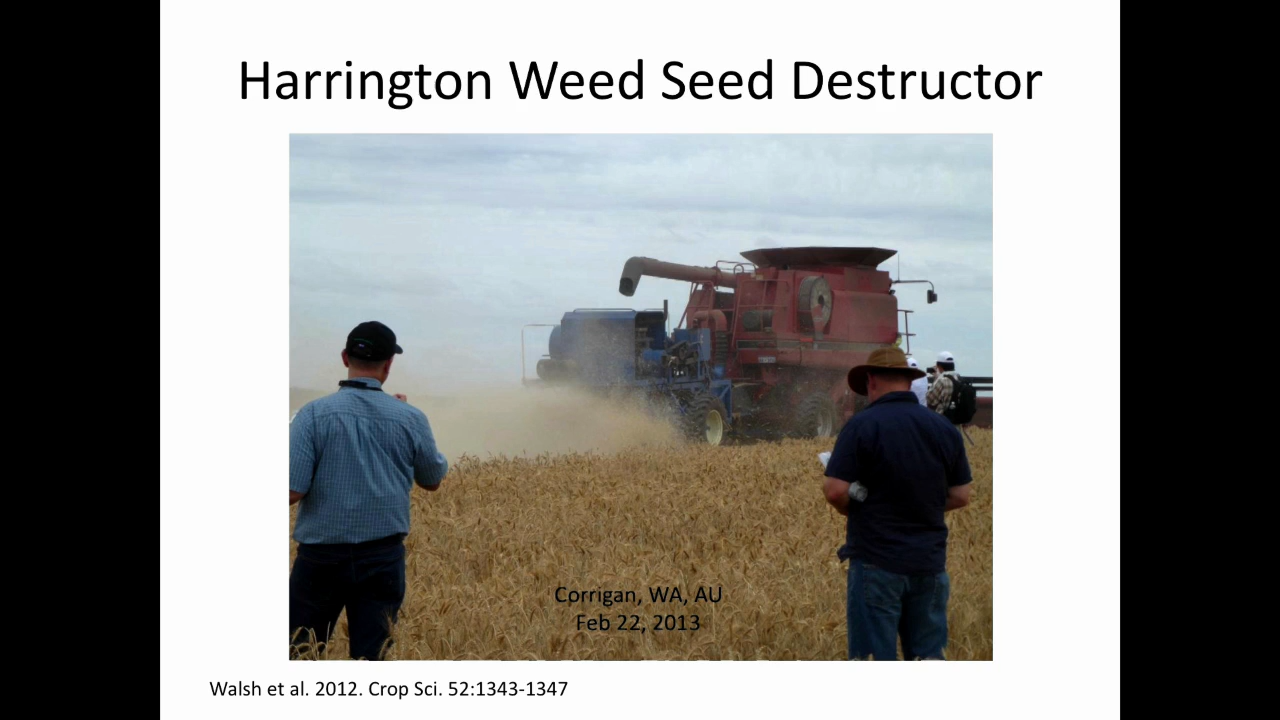 Harrington Weed Seed Destructor
Corrigan, WA, AU
Feb 22, 2013
Walsh et al. 2012. Crop Sci. 52:1343-1347